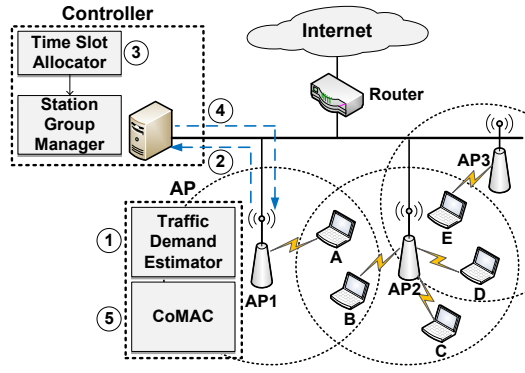 Controller
Time Slot
Allocator
3
Station
Group
Manager
4
2
Internet
Router
AP
1
Traffic
Demand
Estimator
5
CoMAC
AP1
A
B
AP2
C
D
E
AP3